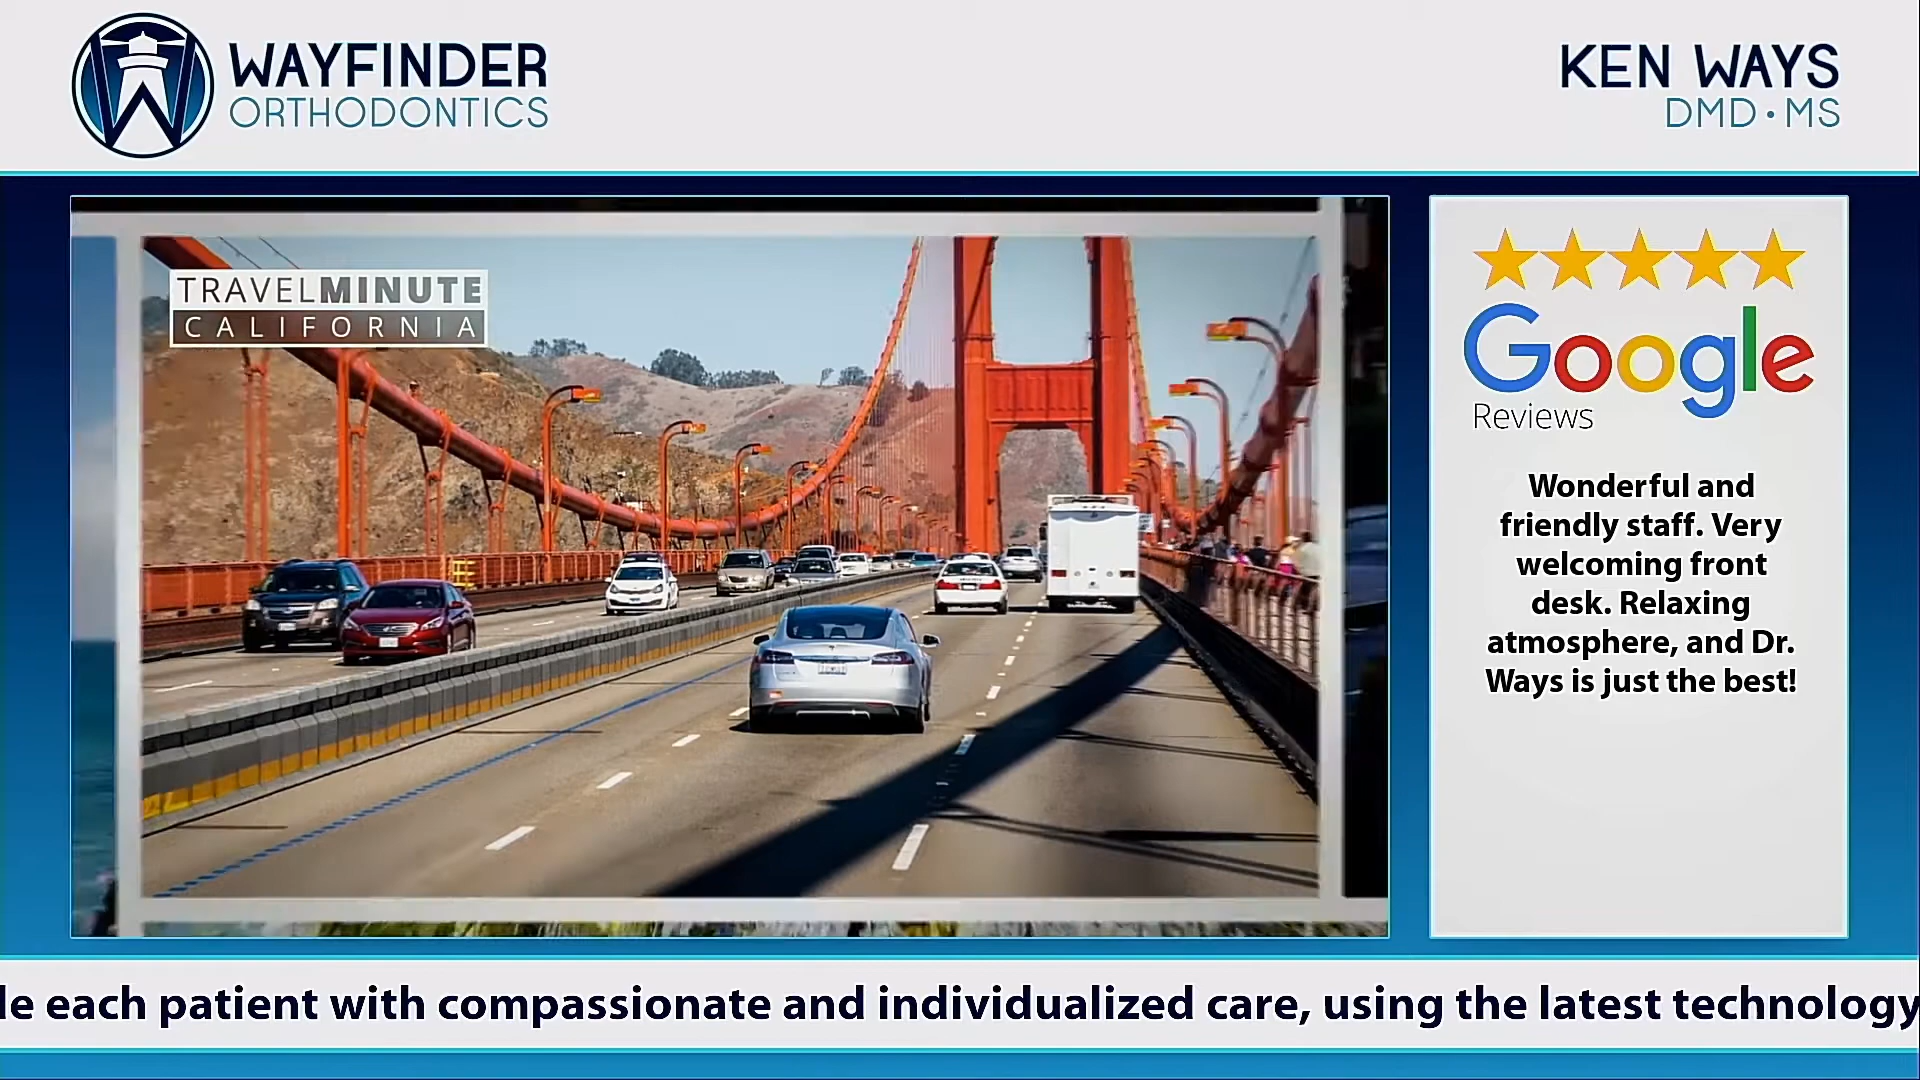 WAYFINDER
ORTHODONTICS
KEN WAYS
DMD • MS
TRAVELMINUTE
CALIFORNIA
Google
Reviews
Wonderful and
friendly staff. Very
welcoming front
desk. Relaxing
atmosphere, and Dr.
Ways is just the best!
each patient with compassionate and individualized care, using the latest technology